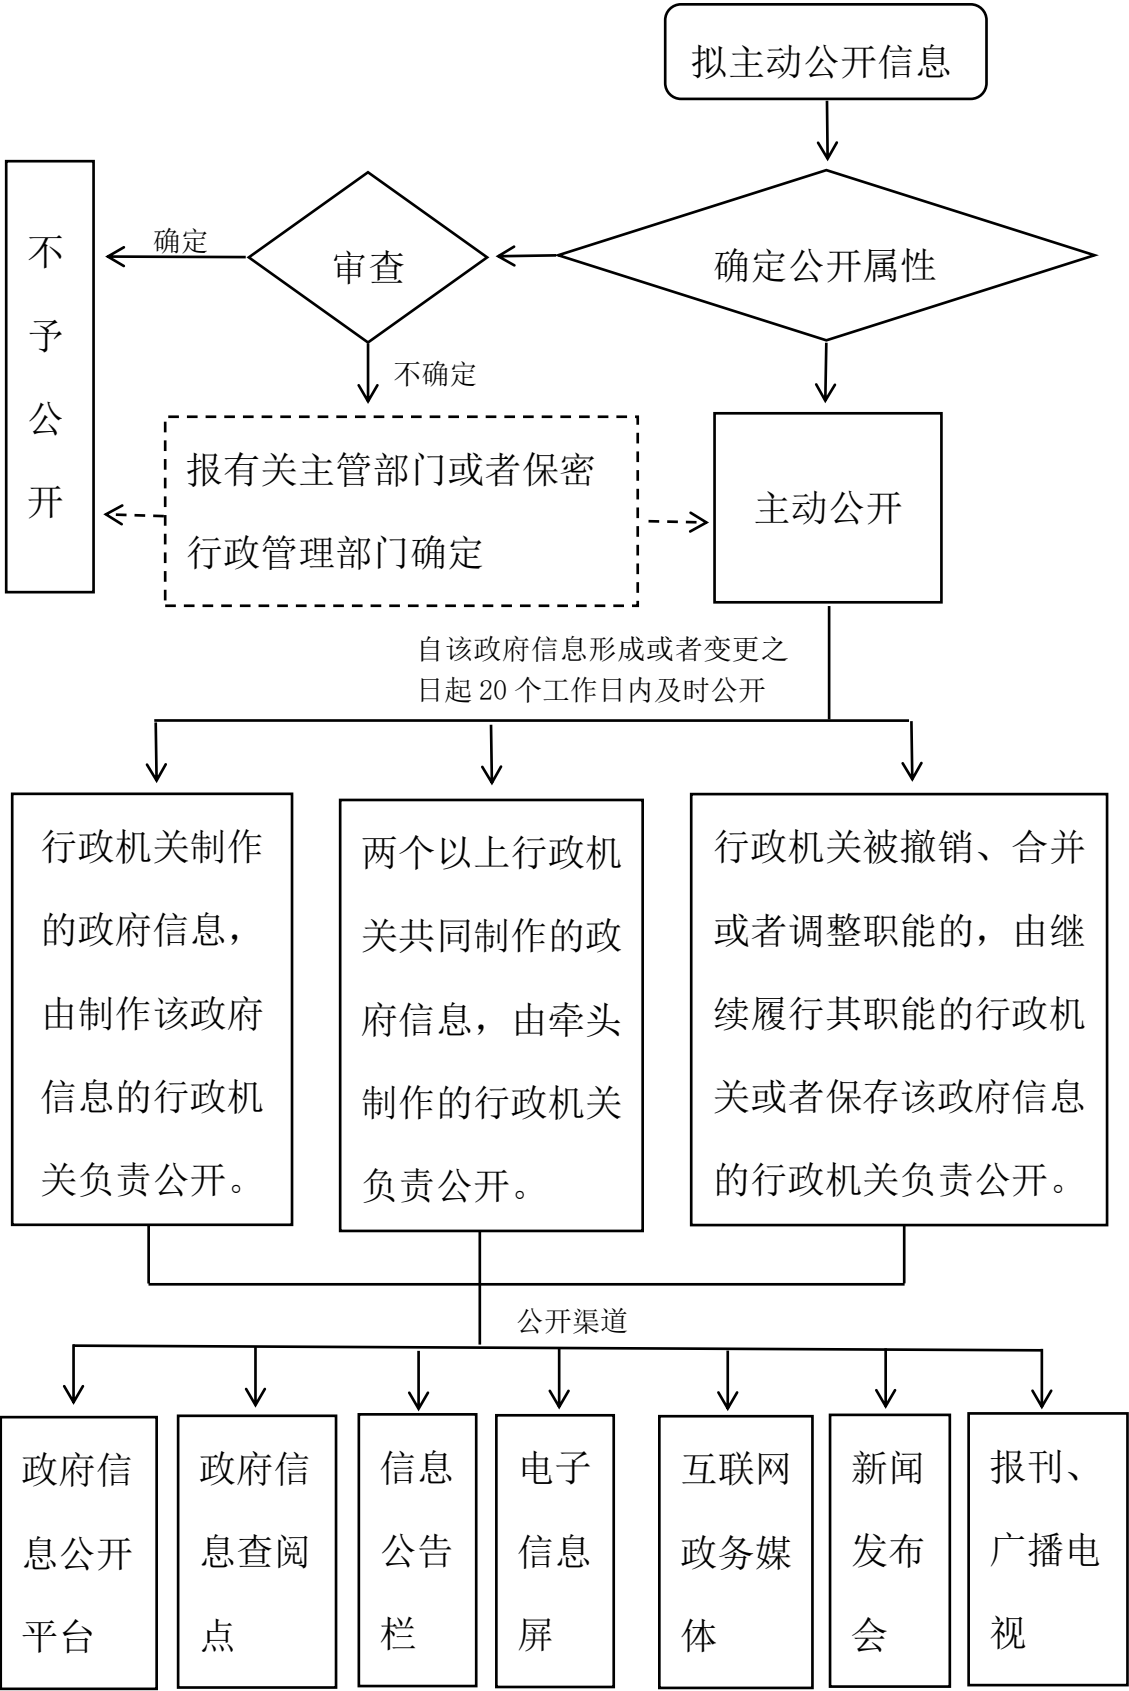 拟主动公开信息
确定公开属性
审查
确定
不
予
公
开
不确定
报有关主管部门或者保密
行政管理部门确定
主动公开
自该政府信息形成或者变更之
日起 20 个工作日内及时公开
行政机关制作
的政府信息，
由制作该政府
信息的行政机
关负责公开。
两个以上行政机
关共同制作的政
府信息，由牵头
制作的行政机关
负责公开。
行政机关被撤销、合并
或者调整职能的，由继
续履行其职能的行政机
关或者保存该政府信息
的行政机关负责公开。
公开渠道
政府信
息公开
平台
政府信
息查阅
点
信息
公告
栏
电子
信息
屏
互联网
政务媒
体
新闻
发布
会
报刊、
广播电
视